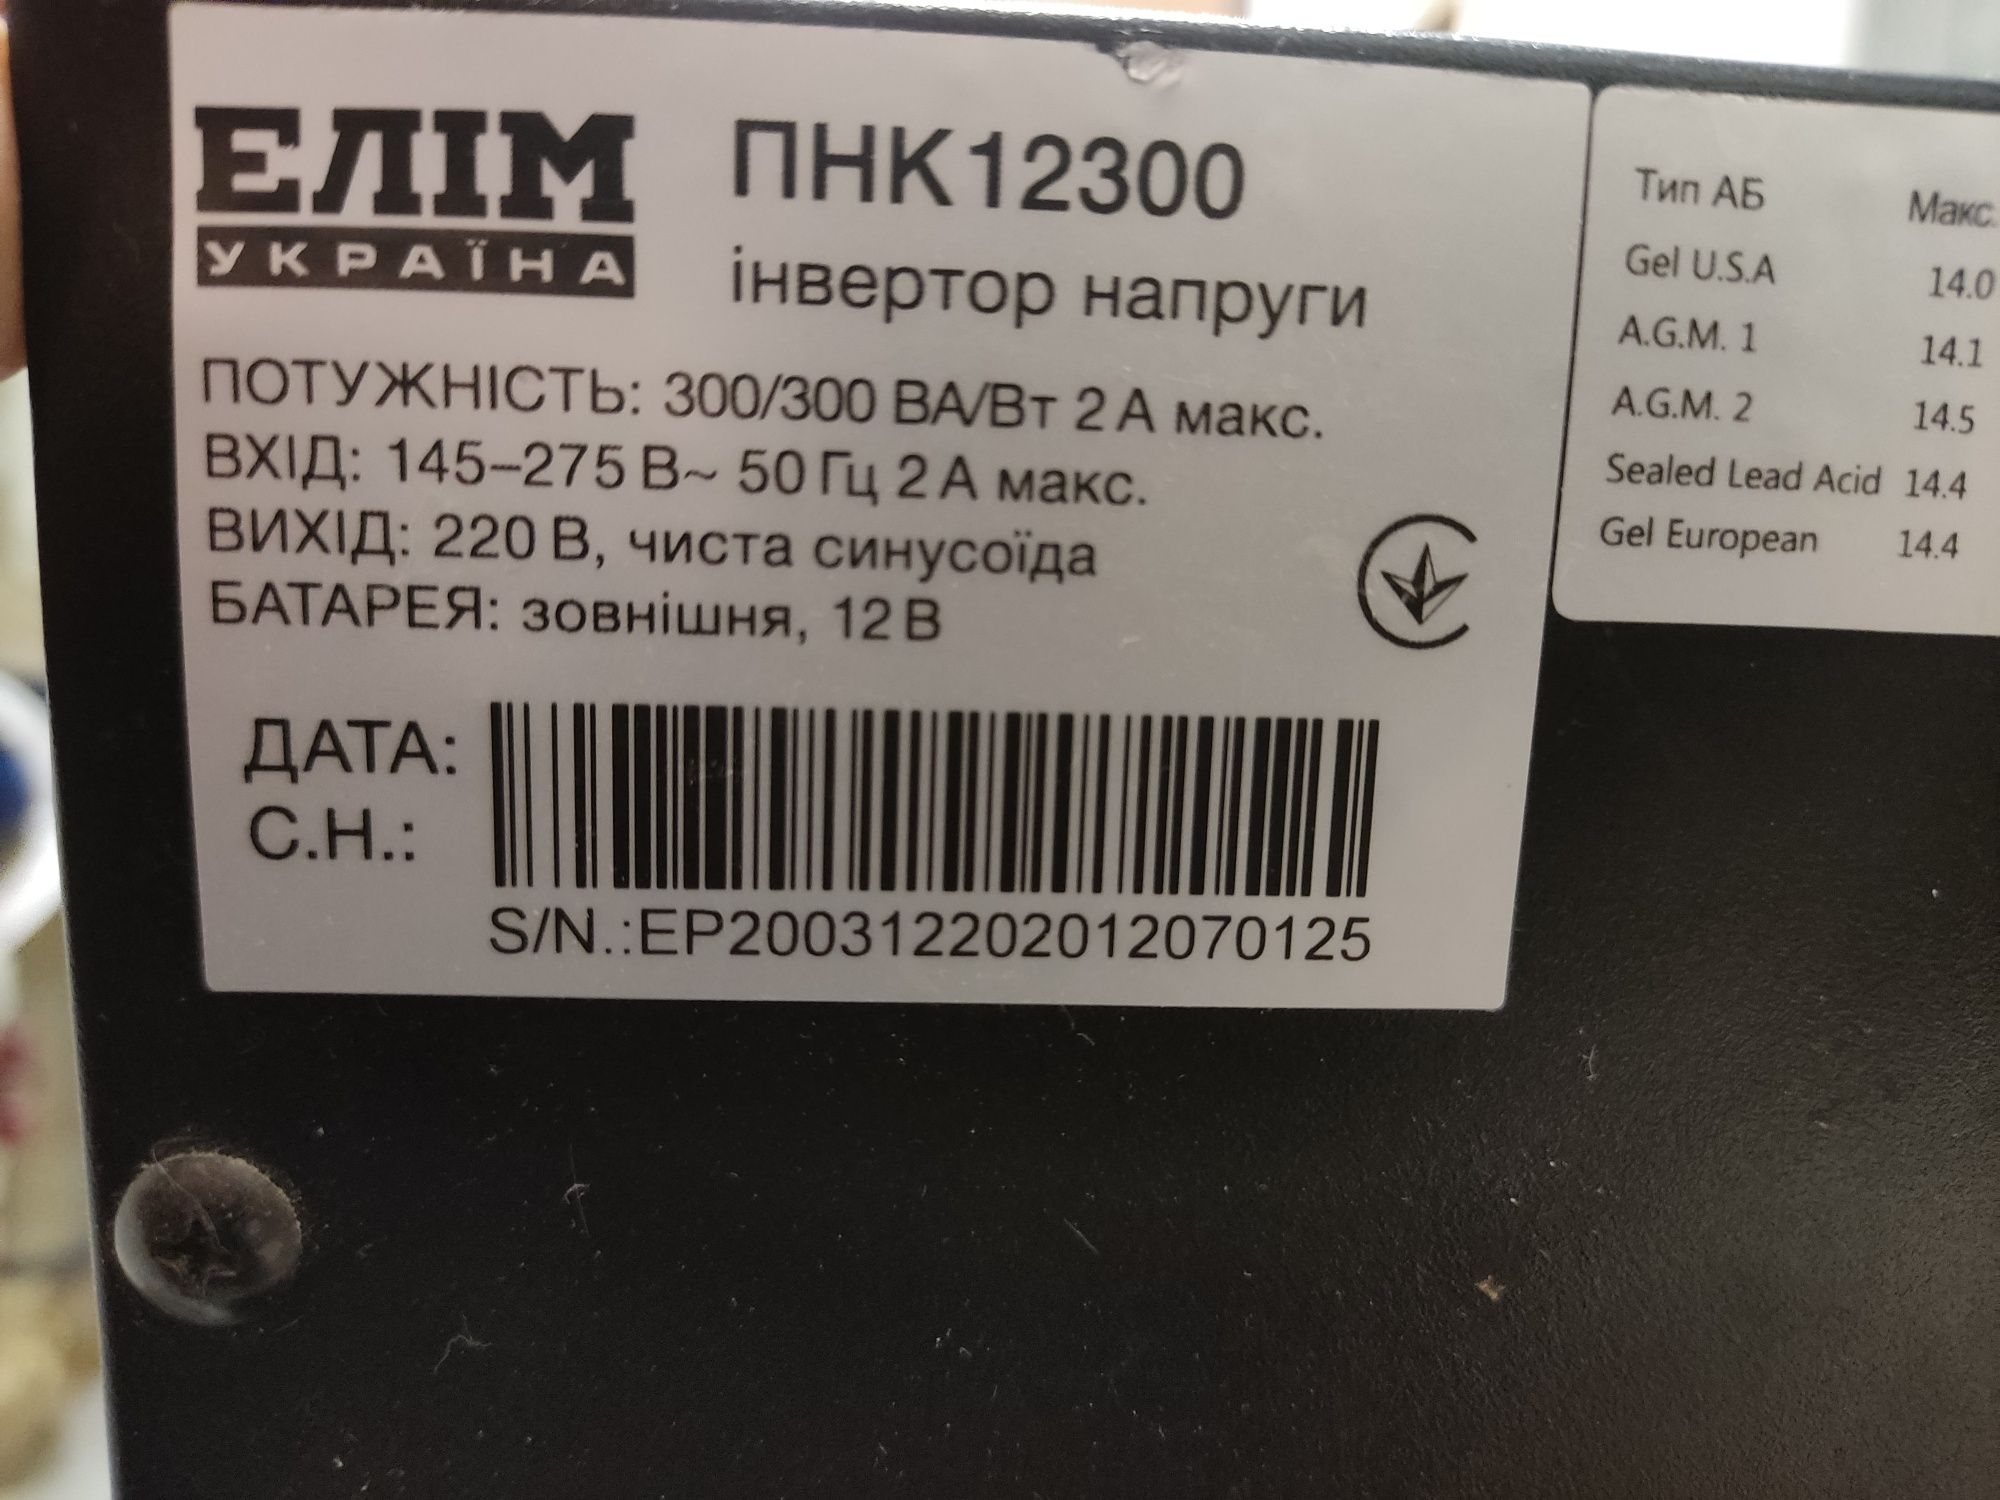 ЕЛІМ
УКРАЇНА
ПНК12300
інвертор напруги
ПОТУЖНІСТЬ: 300/300 ВА/Вт 2 А макс.
ВХІД: 145–275 В~ 50 Гц 2 А макс.
ВИХІД: 220 В, чиста синусоїда
БАТАРЕЯ: зовнішня, 12 В
ДАТА:
С.Н.:
S/N.:EP200312202012070125
Тип АБ Макс.
Gel U.S.A 14.0
A.G.M. 1 14.1
A.G.M. 2 14.5
Sealed Lead Acid 14.4
Gel European 14.4